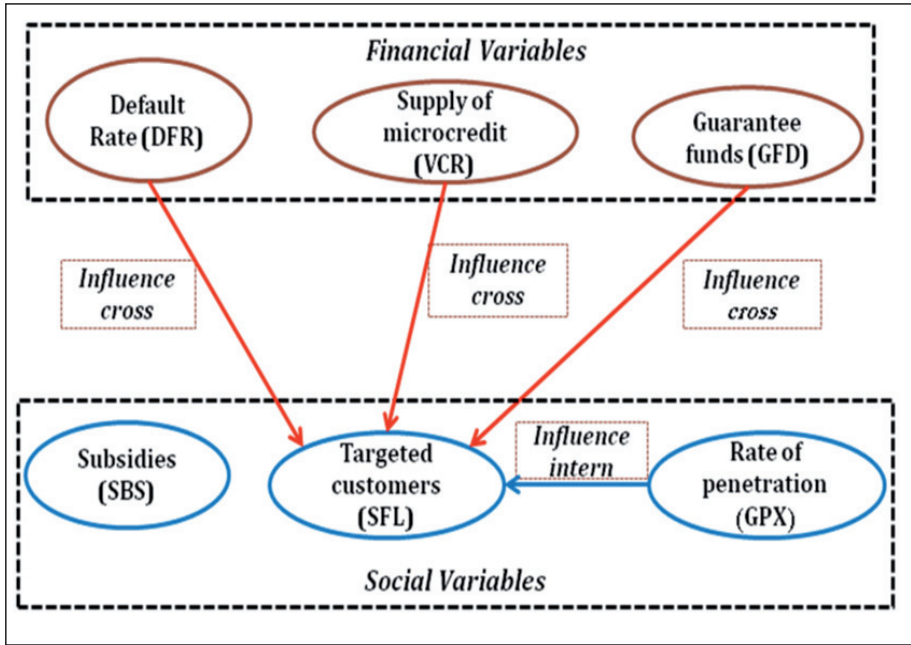 Financial Variables
Default
Rate (DFR)
Supply of
microcredit
(VCR)
Guarantee
funds (GFD)
Influence
cross
Influence
cross
Influence
cross
Subsidies
(SBS)
Targeted
customers
(SFL)
Influence
intern
Rate of
penetration
(GPX)
Social Variables